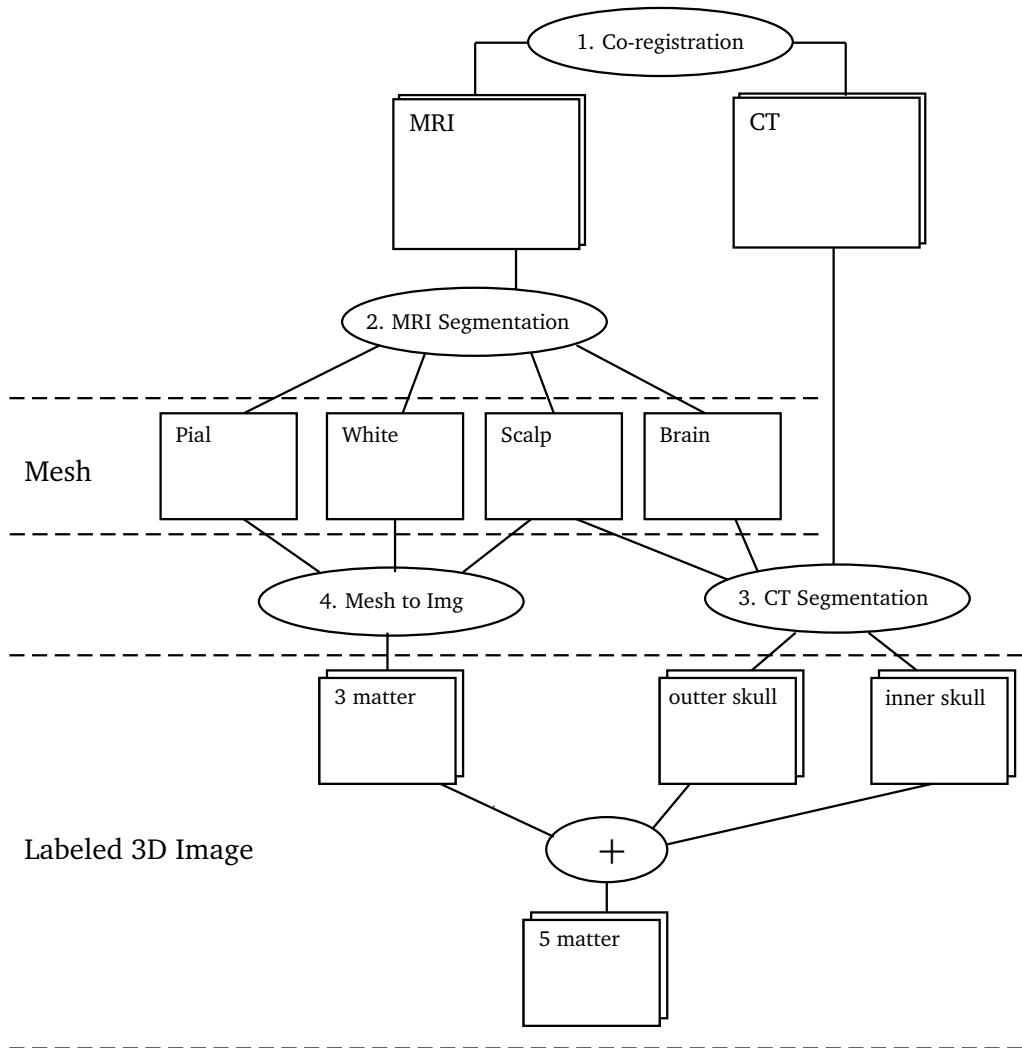 1. Co-registration
MRI
CT
2. MRI Segmentation
Pial
White
Scalp
Brain
Mesh
4. Mesh to Img
3. CT Segmentation
3 matter
outter skull
inner skull
Labeled 3D Image
+
5 matter